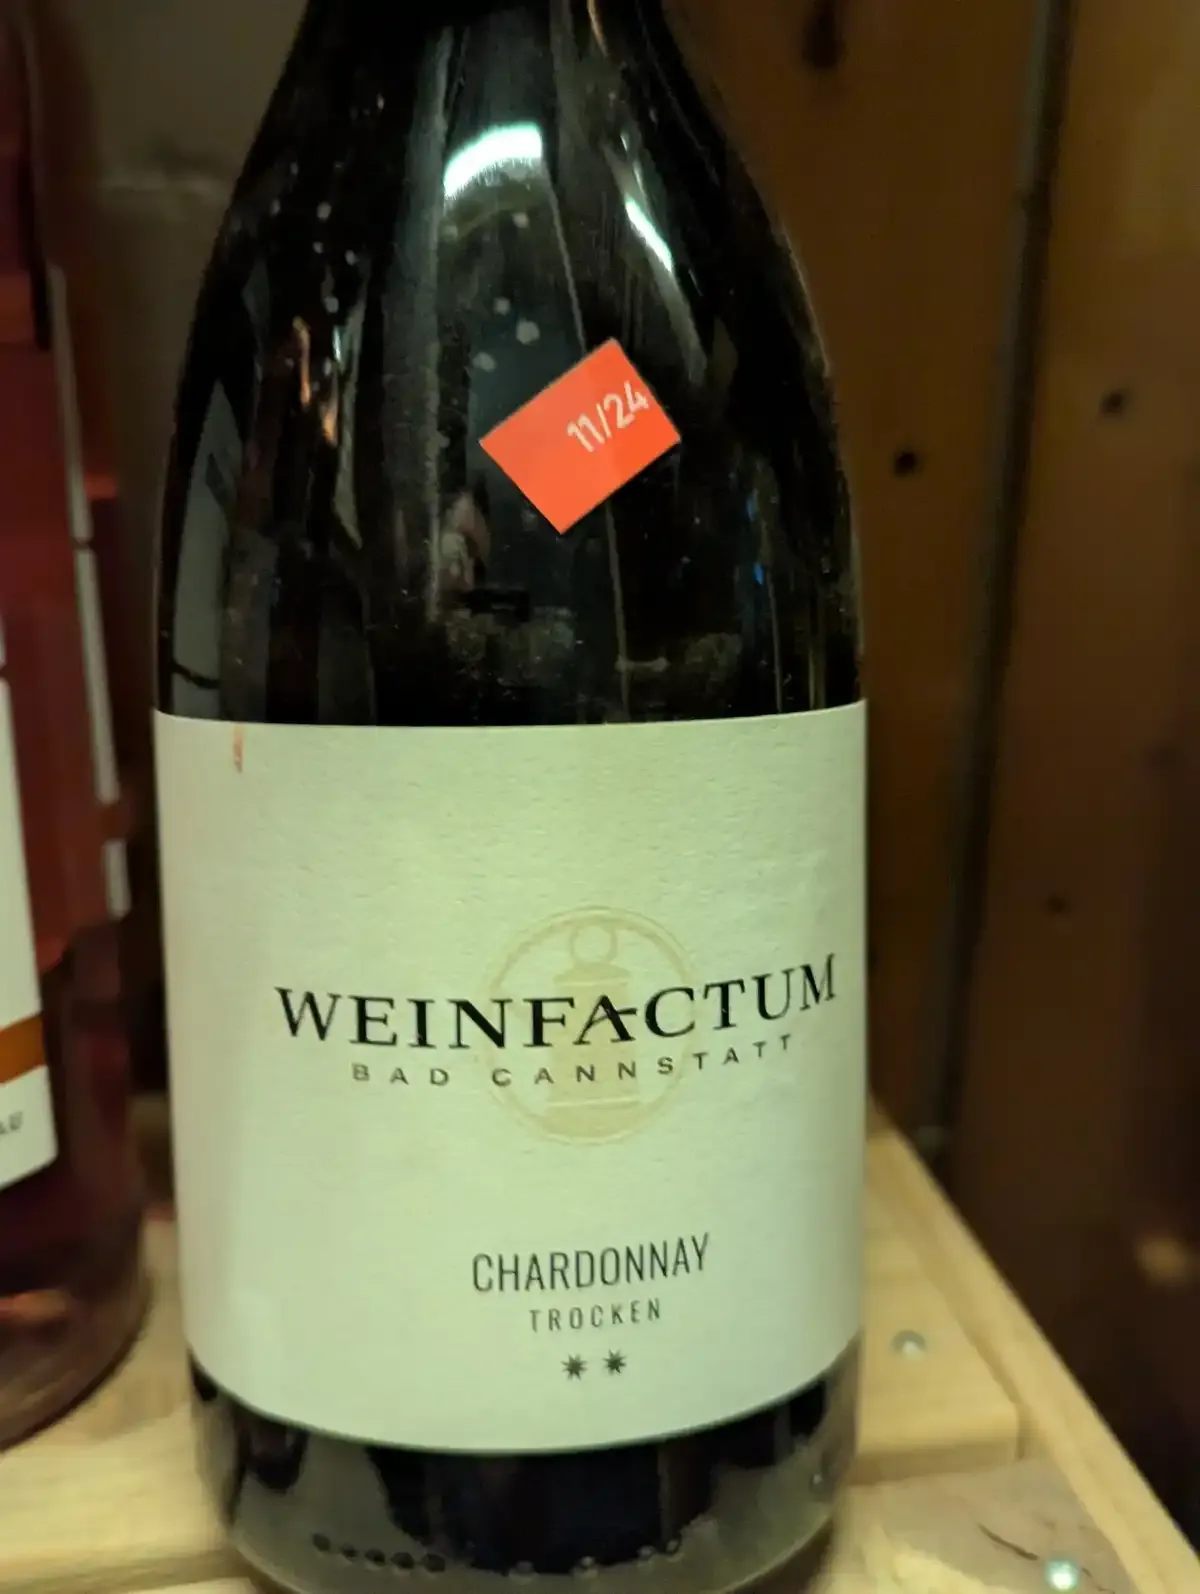 11/24
WEINFACTUM
BAD CANNSTATT
CHARDONNAY
TROCKEN